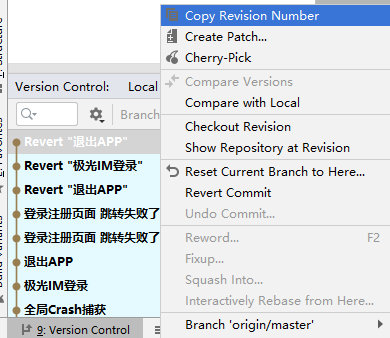 Copy Revision Number
Create Patch...
Cherry-Pick
Compare Versions
Compare with Local
Checkout Revision
Show Repository at Revision
Reset Current Branch to Here...
Revert Commit
Undo Commit...
Reword... F2
Fixup...
Squash Into...
Interactively Rebase from Here...
Branch 'origin/master'
Version Control: Local
Branch
Revert "退出APP"
Revert "极光IM登录"
Revert "退出APP"
登录注册页面 跳转失败了
登录注册页面 跳转失败了
退出APP
极光IM登录
全局Crash捕获
9: Version Control